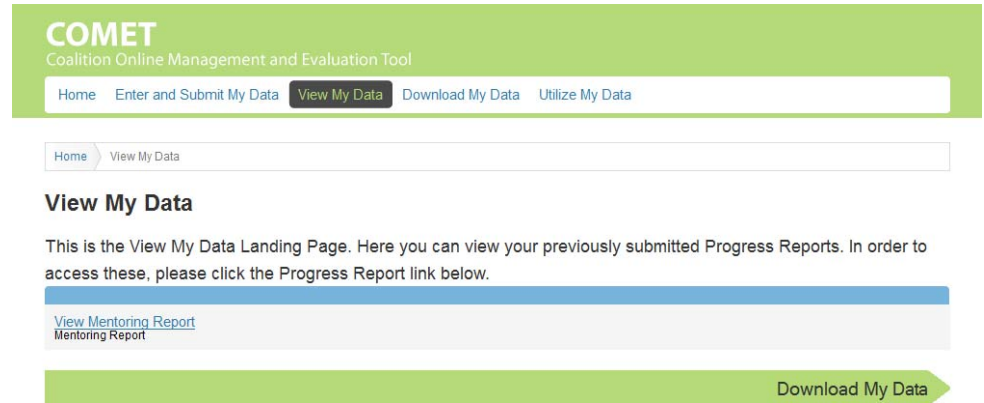 COMET
Coalition Online Management and Evaluation Tool
Home Enter and Submit My Data View My Data Download My Data Utilize My Data
Home View My Data
View My Data
This is the View My Data Landing Page. Here you can view your previously submitted Progress Reports. In order to
access these, please click the Progress Report link below.
View Mentoring Report
Mentoring Report
Download My Data